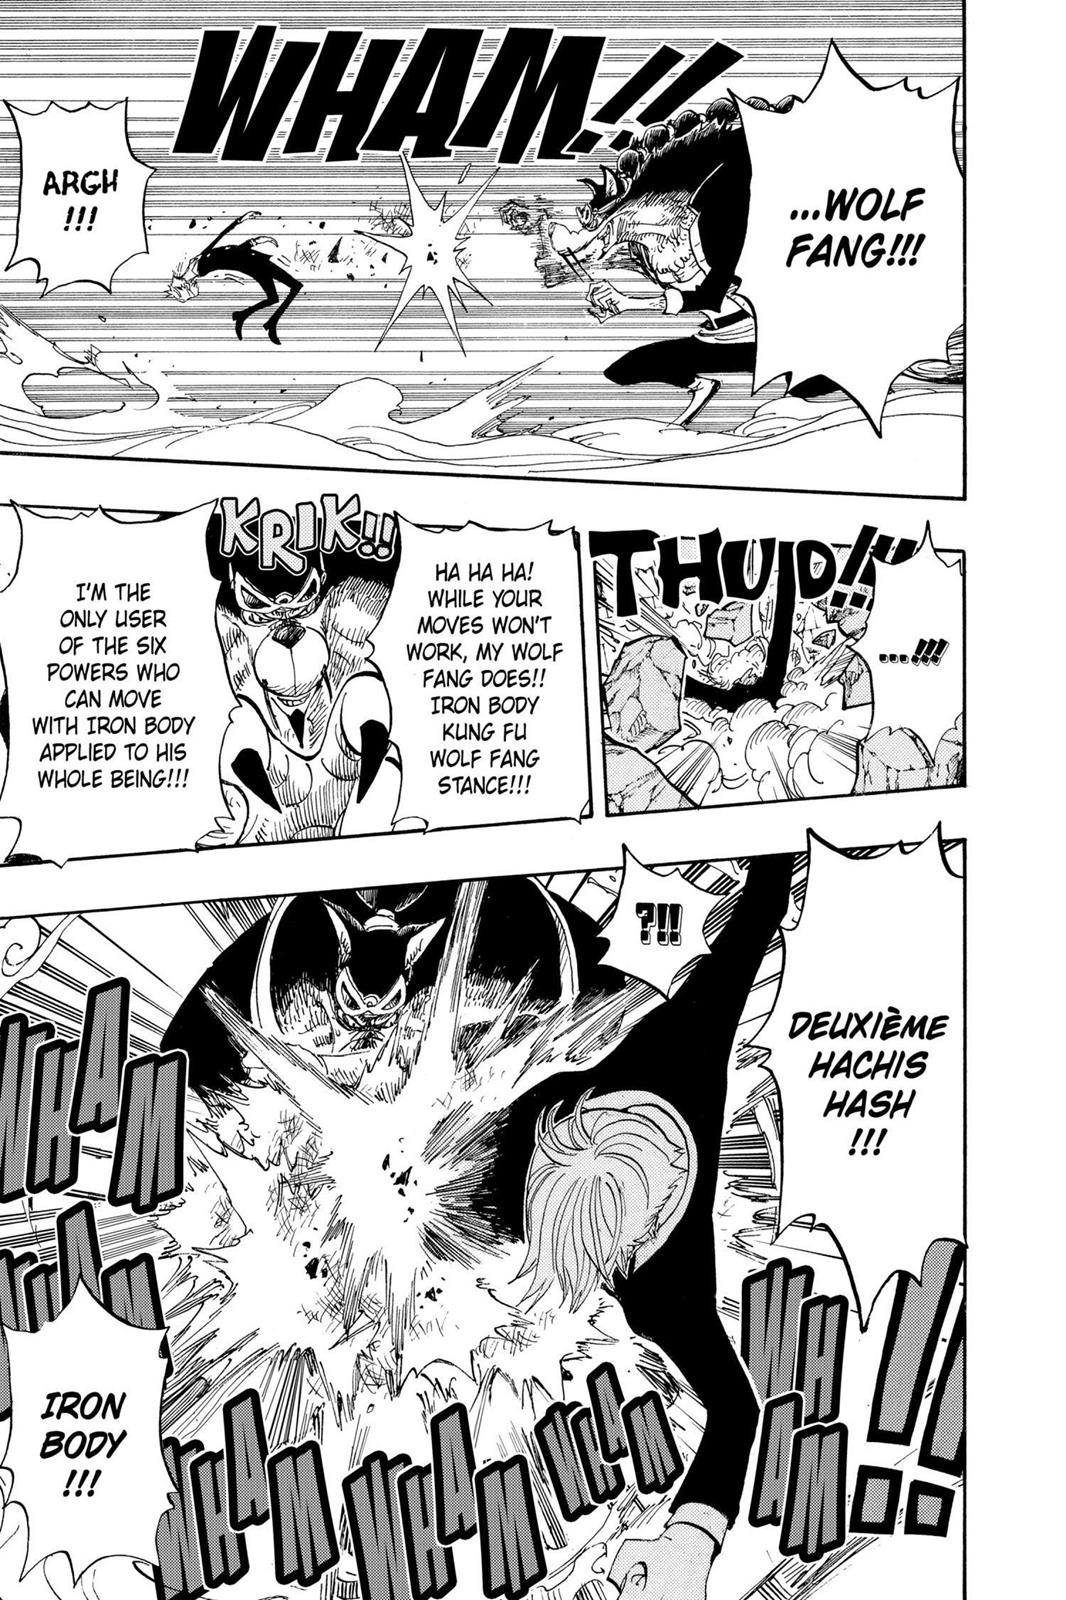 ...WOLF
FANG!!!
WHAM!!
ARGH
!!!
...!!!
THUD!!
HA HA HA!
WHILE YOUR
MOVES WON'T
WORK, MY WOLF
FANG DOES!!
IRON BODY
KUNG FU
WOLF FANG
STANCE!!!
KRIK!!
I'M THE
ONLY USER
OF THE SIX
POWERS WHO
CAN MOVE
WITH IRON BODY
APPLIED TO HIS
WHOLE BEING!!!
DEUXIÈME
HACHIS
HASH
!!!
?!!
WHAM
WHAM
IRON
BODY
!!!
WHAM
WHAM
WHAM
WHAM!!